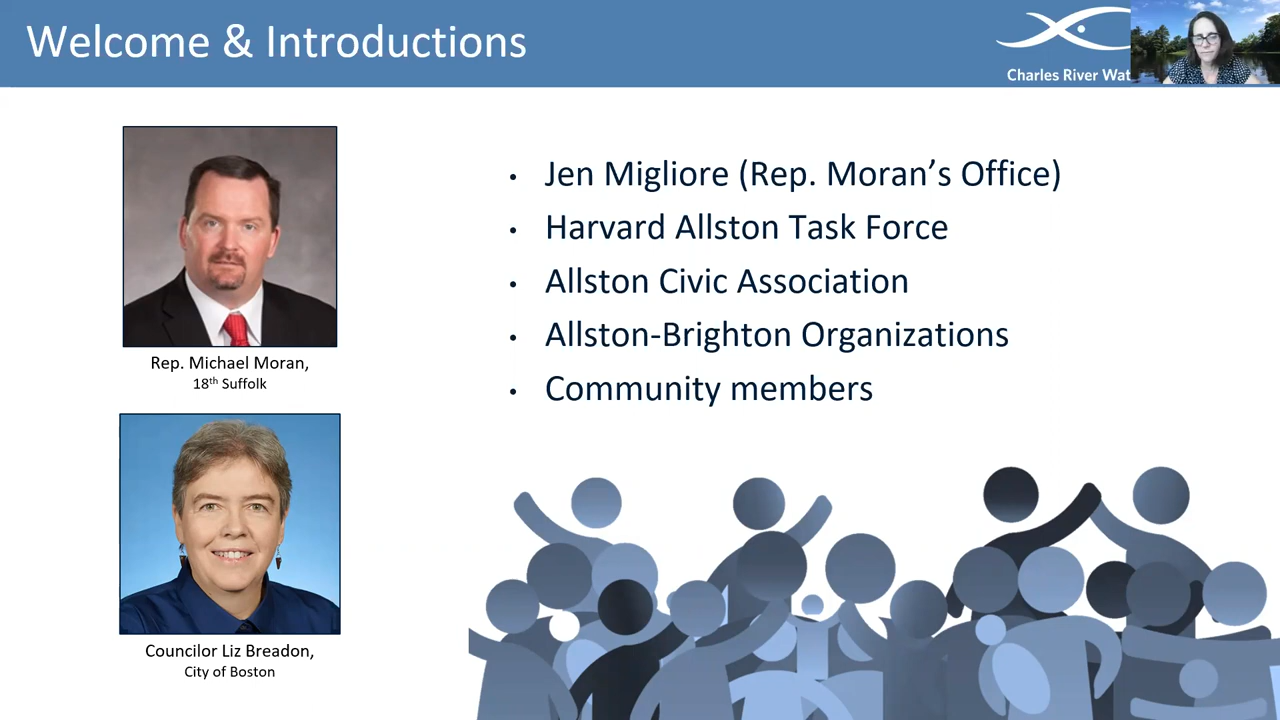 Welcome & Introductions
Charles River Wat
Rep. Michael Moran,
18th Suffolk
Councilor Liz Breadon,
City of Boston
• Jen Migliore (Rep. Moran’s Office)
• Harvard Allston Task Force
• Allston Civic Association
• Allston-Brighton Organizations
• Community members